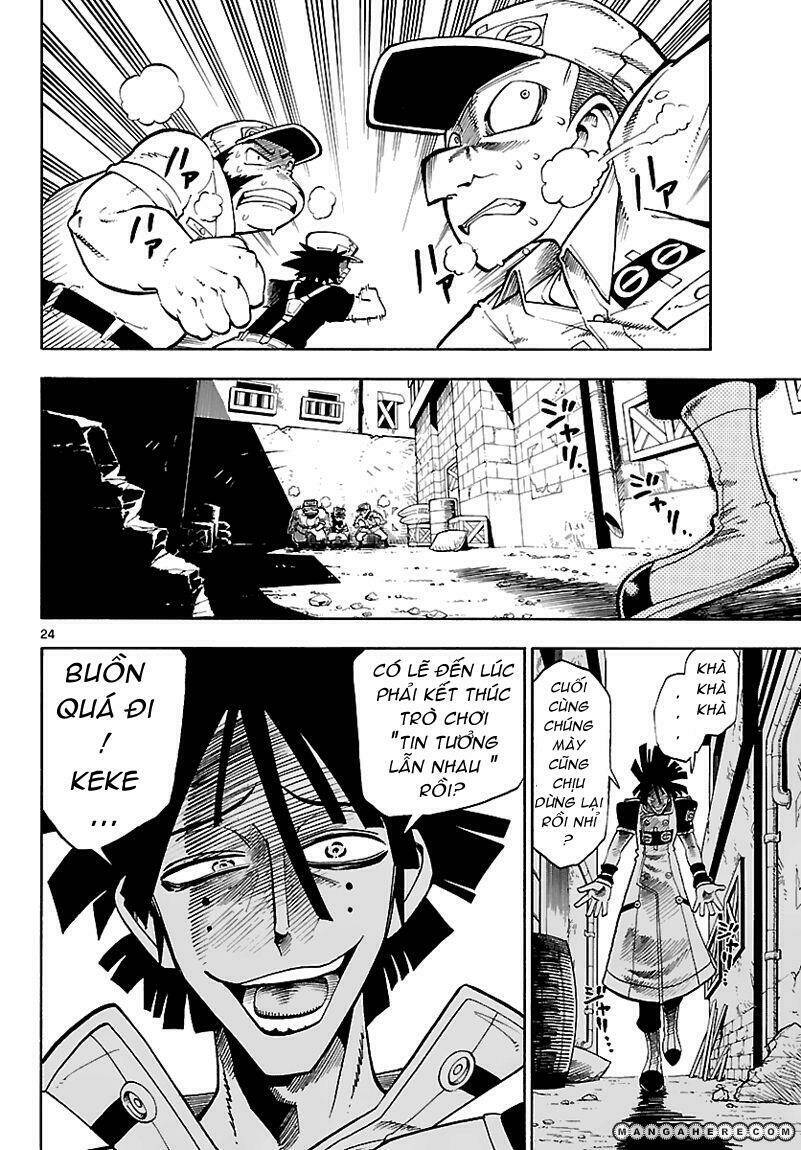 ハァ
ハァ
ハァ
ハァ
ジャリ…
ジャリ…
24
KHÀ
KHÀ
KHÀ
...
CUỐI
CÙNG
CHÚNG
MÀY
CŨNG
CHỊU
DỪNG LẠI
RỒI NHỈ
?
CÓ LẼ ĐẾN LÚC
PHẢI KẾT THÚC
TRÒ CHƠI
"TIN TƯỞNG
LẪN NHAU "
RỒI?
BUỒN
QUÁ ĐI
!
KEKE
...
MANGAHERE.COM